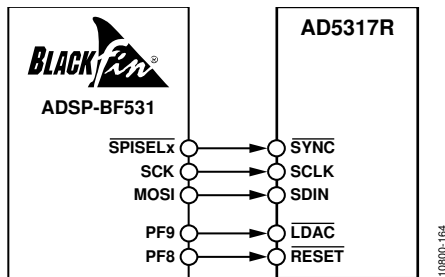 BLACKfin®
ADSP-BF531
AD5317R
SPISELx SYNC
SCK SCLK
MOSI SDIN
PF9 LDAC
PF8 RESET
10800-164